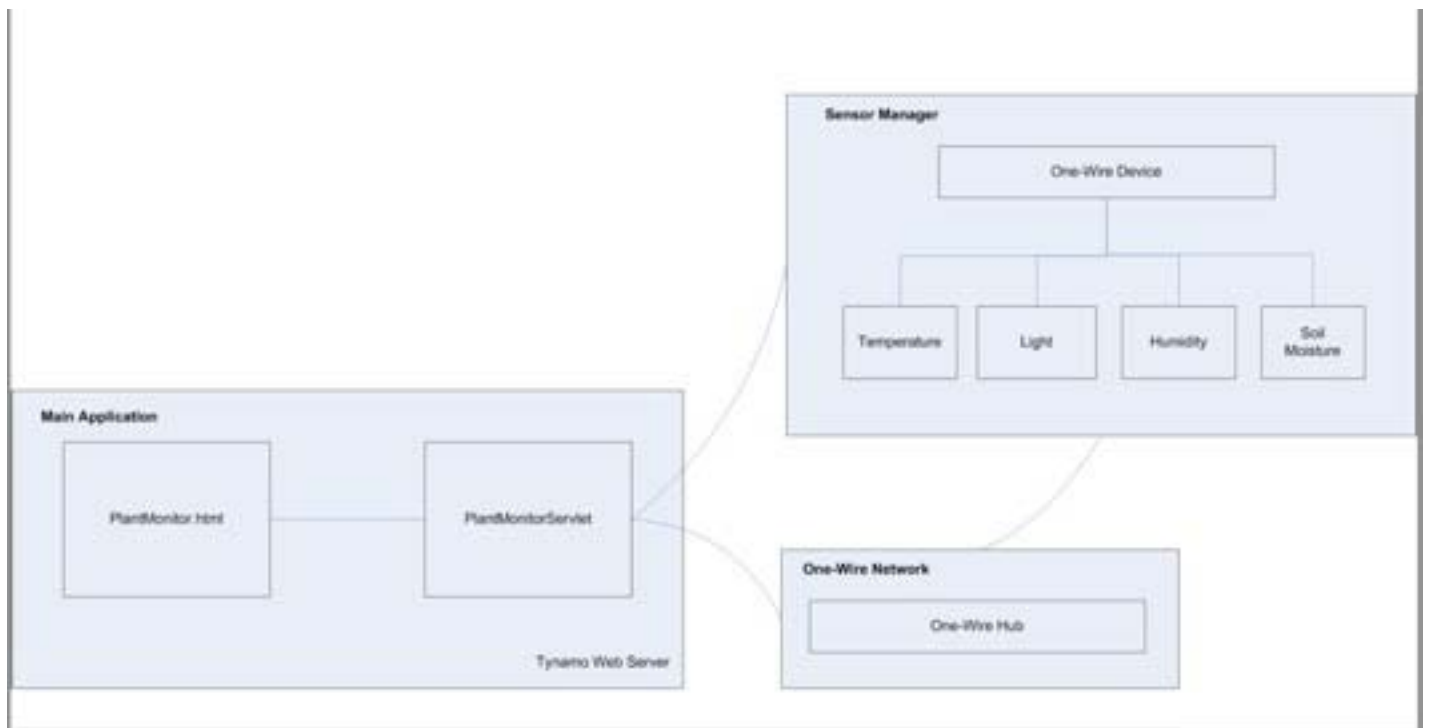 Sensor Manager
One-Wire Device
Temperature
Light
Humidity
Soil
Moisture
Main Application
PlantMonitor.html
PlantMonitorServlet
Tynamo Web Server
One-Wire Network
One-Wire Hub